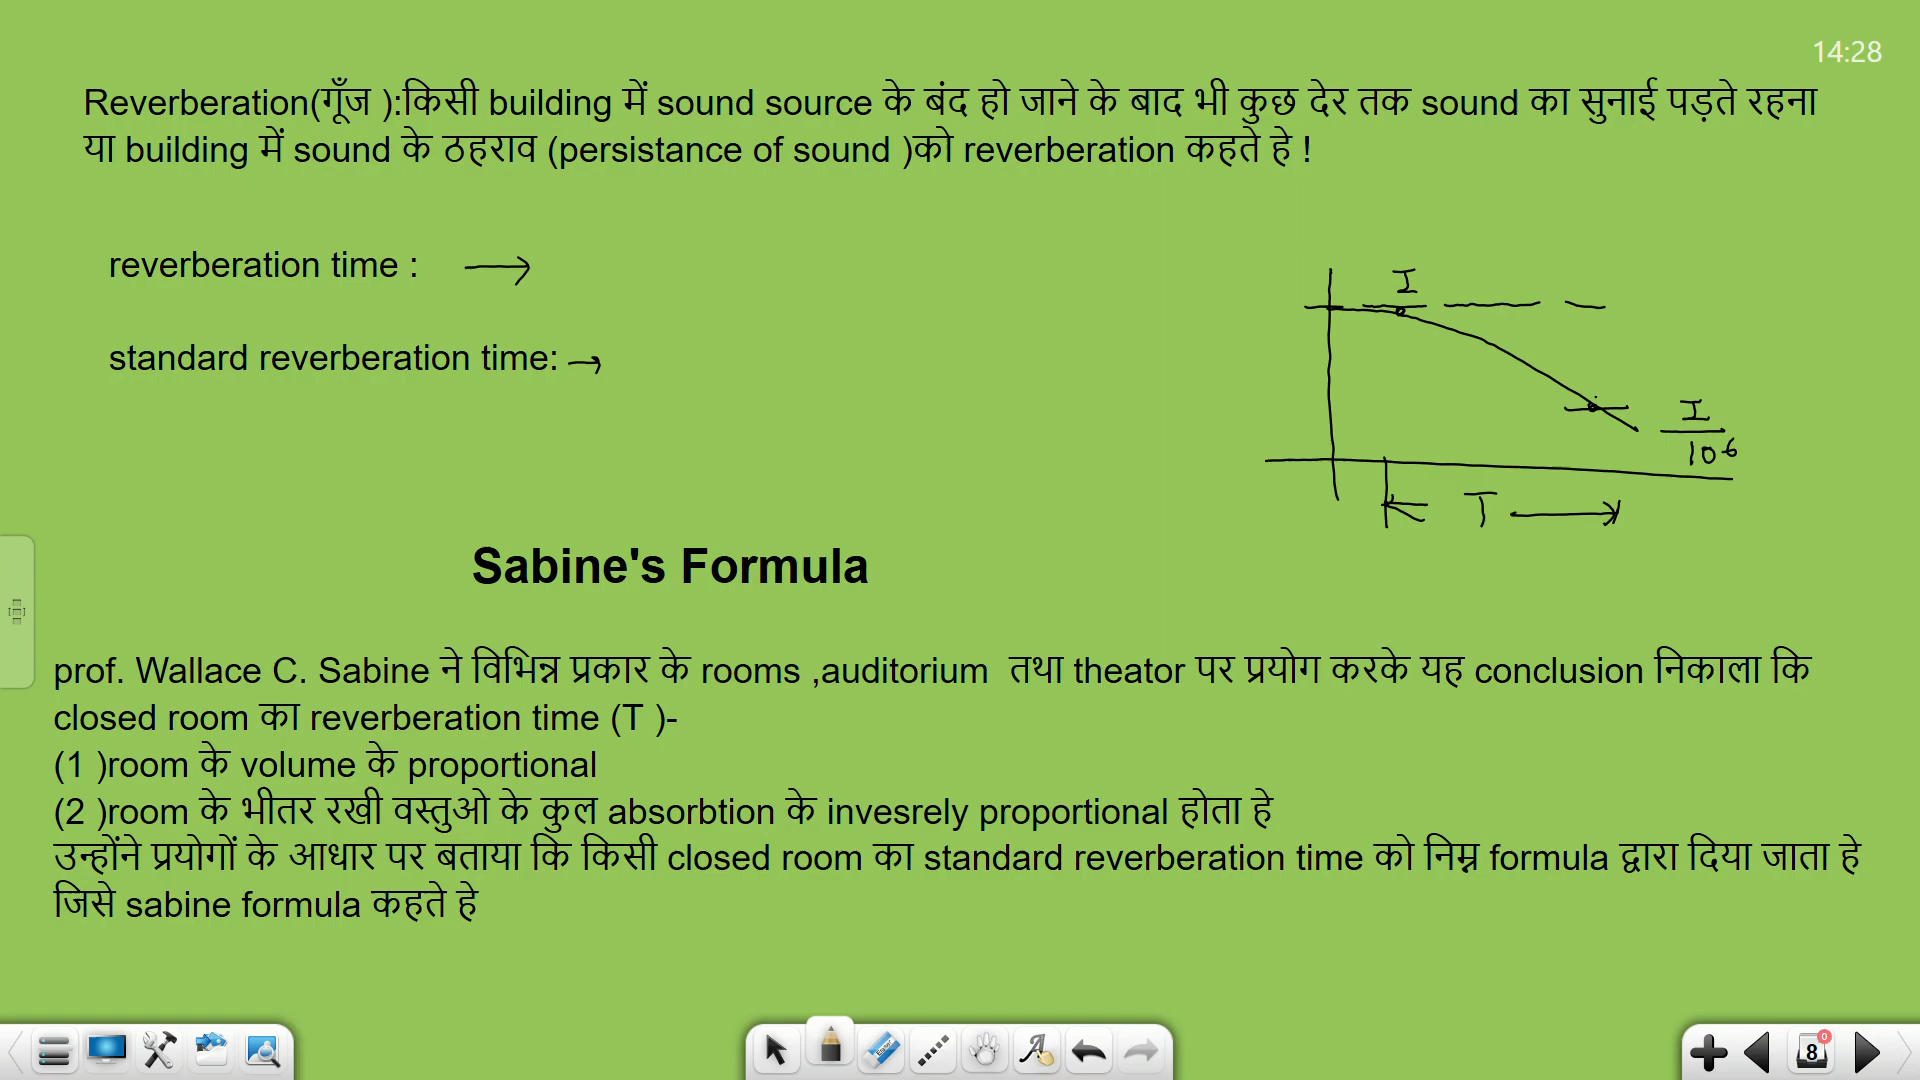 14:28
Reverberation(गूँज ):किसी building में sound source के बंद हो जाने के बाद भी कुछ देर तक sound का सुनाई पड़ते रहना
या building में sound के ठहराव (persistance of sound )को reverberation कहते हे !
reverberation time : →
standard reverberation time: →
I
I
10⁶
T
Sabine's Formula
prof. Wallace C. Sabine ने विभिन्न प्रकार के rooms ,auditorium तथा theator पर प्रयोग करके यह conclusion निकाला कि
closed room का reverberation time (T )-
(1 )room के volume के proportional
(2 )room के भीतर रखी वस्तुओ के कुल absorbtion के invesrely proportional होता हे
उन्होंने प्रयोगों के आधार पर बताया कि किसी closed room का standard reverberation time को निम्न formula द्वारा दिया जाता हे
जिसे sabine formula कहते हे
Eraser
A
8
0